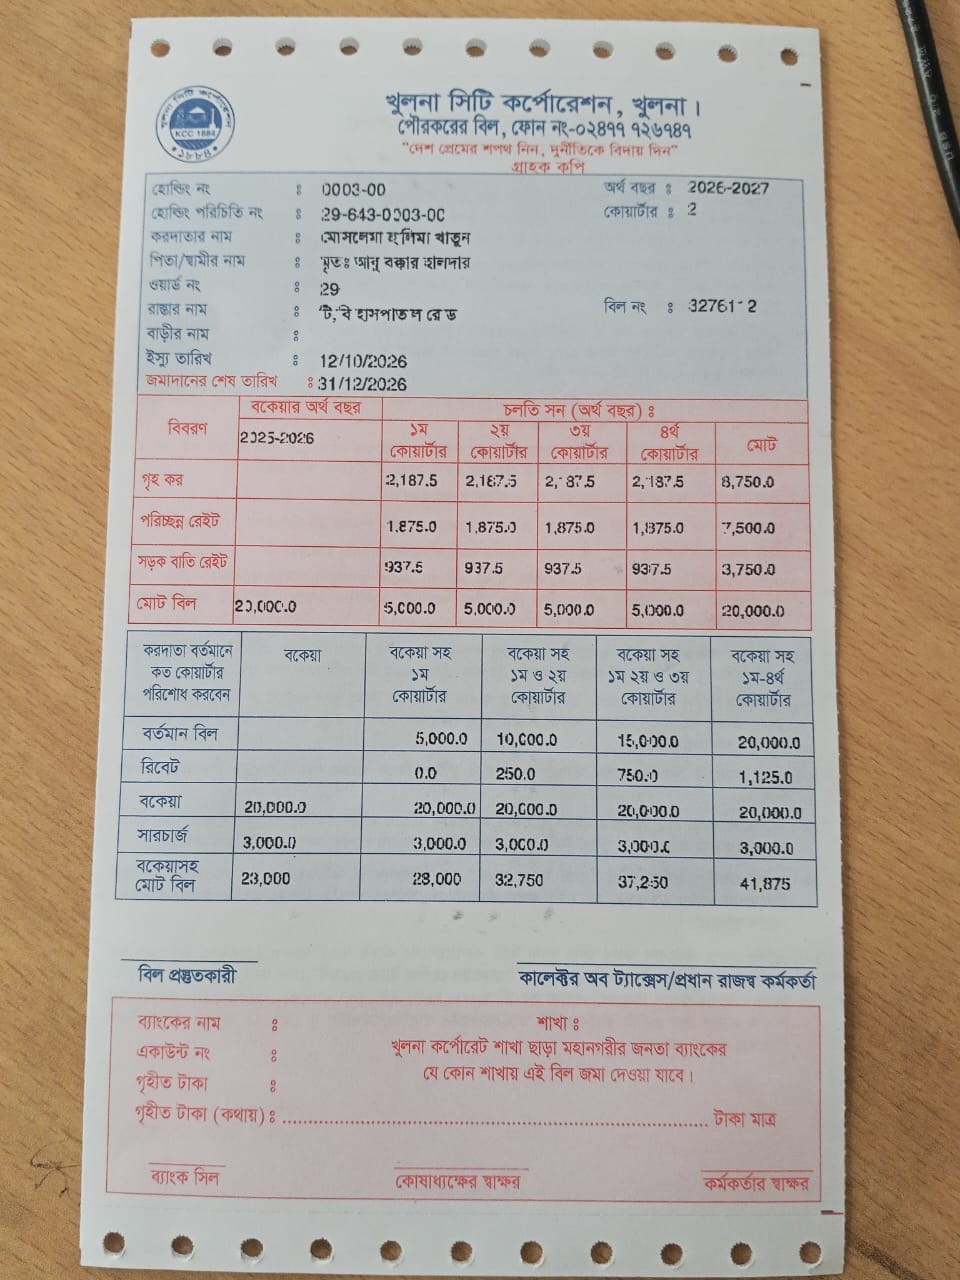 খুলনা সিটি কর্পোরেশন
KCC 1884
১৮৮৪
খুলনা সিটি কর্পোরেশন, খুলনা।
পৌরকরের বিল, ফোন নং-০২৪৭৭ ৭২৬৭৪৭
"দেশ প্রেমের শপথ নিন, দুর্নীতিকে বিদায় দিন"
গ্রাহক কপি
হোল্ডিং নং : 0003-00 অর্থ বছর : 2026-2027
হোল্ডিং পরিচিতি নং : 29-643-0003-00 কোয়ার্টার : 2
করদাতার নাম : মোসলেমা হালিমা খাতুন
পিতা/স্বামীর নাম : মৃতঃ আবু বক্কার হালদার
ওয়ার্ড নং : 29
রাস্তার নাম : টি,বি হাসপাতাল রোড বিল নং : 32761 2
বাড়ীর নাম :
ইস্যু তারিখ : 12/10/2026
জমাদানের শেষ তারিখ : 31/12/2026
বিবরণ বকেয়ার অর্থ বছর চলতি সন (অর্থ বছর) :
2025-2026 ১ম কোয়ার্টার ২য় কোয়ার্টার ৩য় কোয়ার্টার ৪র্থ কোয়ার্টার মোট
গৃহ কর 2,187.5 2,187.5 2,187.5 2,187.5 8,750.0
পরিচ্ছন্ন রেইট 1,875.0 1,875.0 1,875.0 1,875.0 7,500.0
সড়ক বাতি রেইট 937.5 937.5 937.5 937.5 3,750.0
মোট বিল 20,000.0 5,000.0 5,000.0 5,000.0 5,000.0 20,000.0
করদাতা বর্তমানে কত কোয়ার্টার পরিশোধ করবেন বকেয়া বকেয়া সহ ১ম কোয়ার্টার বকেয়া সহ ১ম ও ২য় কোয়ার্টার বকেয়া সহ ১ম ২য় ও ৩য় কোয়ার্টার বকেয়া সহ ১ম-৪র্থ কোয়ার্টার
বর্তমান বিল 5,000.0 10,000.0 15,000.0 20,000.0
রিবেট 0.0 250.0 750.0 1,125.0
বকেয়া 20,000.0 20,000.0 20,000.0 20,000.0 20,000.0
সারচার্জ 3,000.0 3,000.0 3,000.0 3,000.0 3,000.0
বকেয়াসহ মোট বিল 23,000 28,000 32,750 37,250 41,875
বিল প্রস্তুতকারী কালেক্টর অব ট্যাক্সেস/প্রধান রাজস্ব কর্মকর্তা
ব্যাংকের নাম : শাখা :
একাউন্ট নং : খুলনা কর্পোরেট শাখা ছাড়া মহানগরীর জনতা ব্যাংকের
গৃহীত টাকা : যে কোন শাখায় এই বিল জমা দেওয়া যাবে।
গৃহীত টাকা (কথায়) : ........................................ টাকা মাত্র
ব্যাংক সিল কোষাধ্যক্ষের স্বাক্ষর কর্মকর্তার স্বাক্ষর